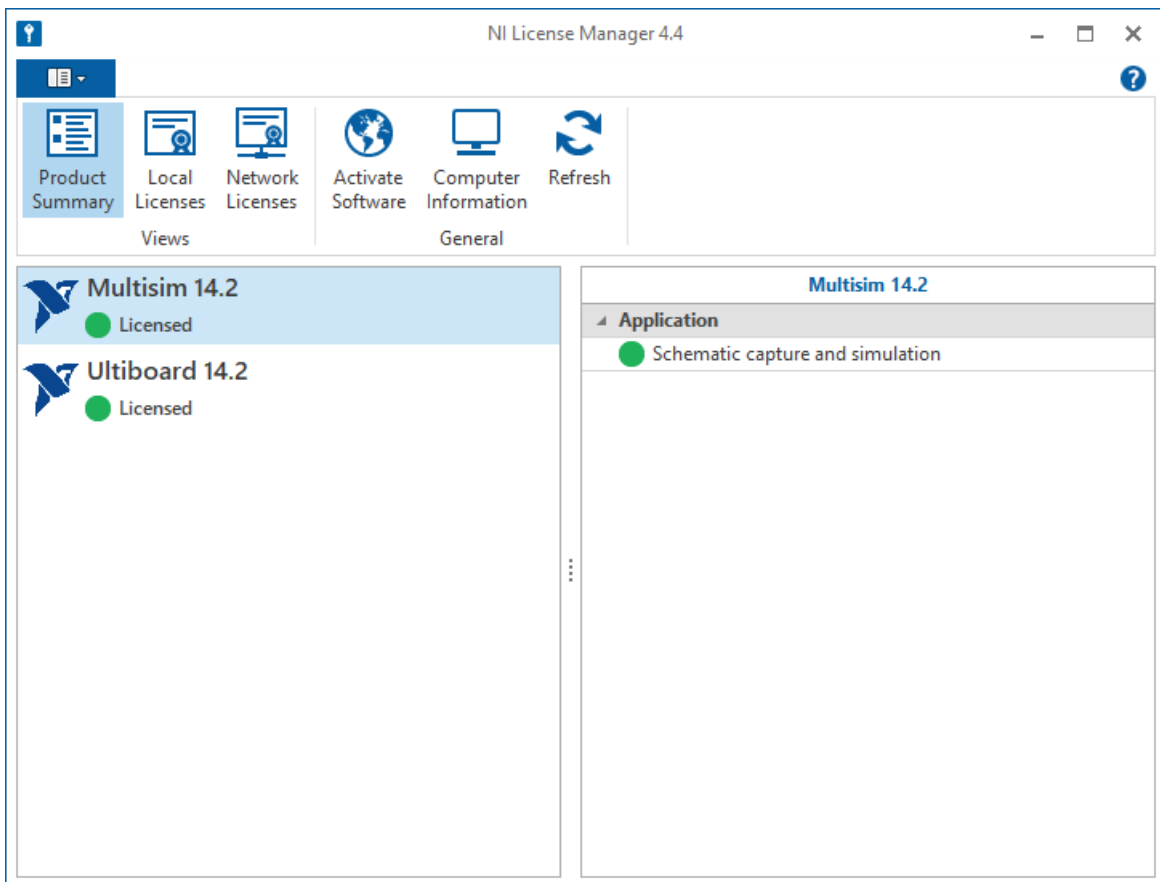 NI License Manager 4.4
Product Summary
Local Licenses
Network Licenses
Activate Software
Computer Information
Refresh
Views
General
Multisim 14.2
Licensed
Ultiboard 14.2
Licensed
Multisim 14.2
Application
Schematic capture and simulation